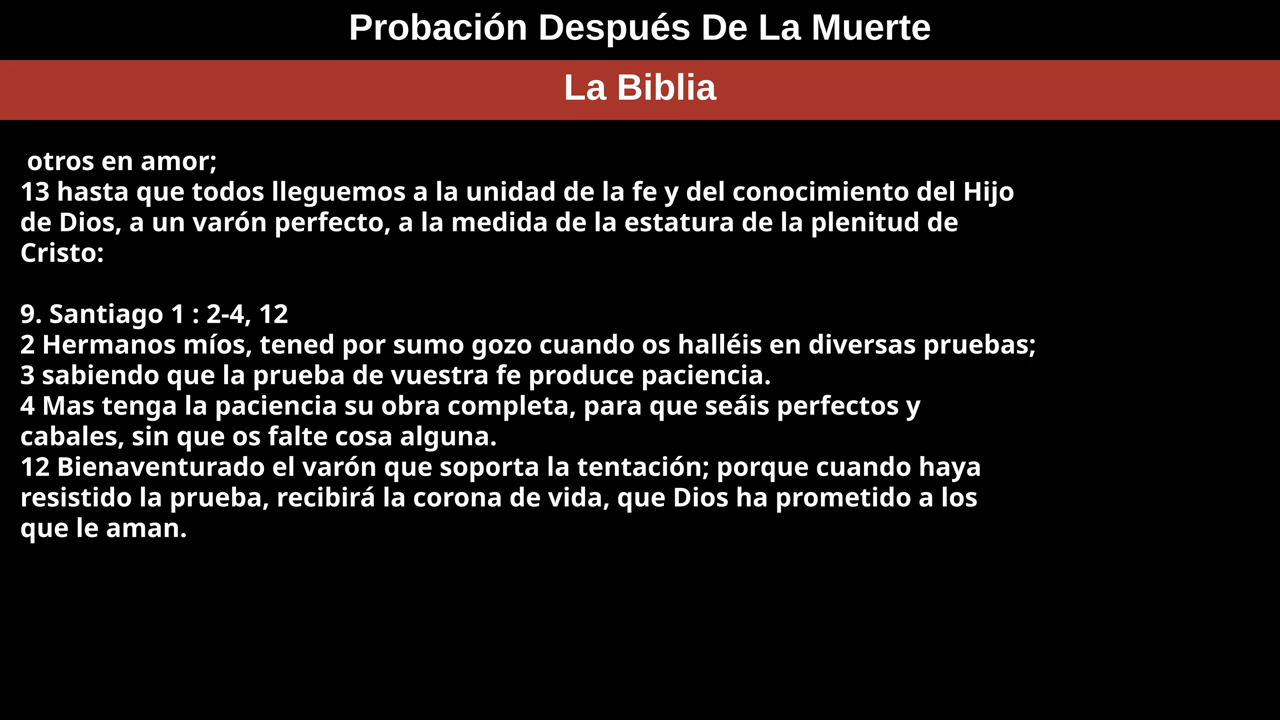 Probación Después De La Muerte
La Biblia
otros en amor;
13 hasta que todos lleguemos a la unidad de la fe y del conocimiento del Hijo
de Dios, a un varón perfecto, a la medida de la estatura de la plenitud de
Cristo:
9. Santiago 1 : 2-4, 12
2 Hermanos míos, tened por sumo gozo cuando os halléis en diversas pruebas;
3 sabiendo que la prueba de vuestra fe produce paciencia.
4 Mas tenga la paciencia su obra completa, para que seáis perfectos y
cabales, sin que os falte cosa alguna.
12 Bienaventurado el varón que soporta la tentación; porque cuando haya
resistido la prueba, recibirá la corona de vida, que Dios ha prometido a los
que le aman.